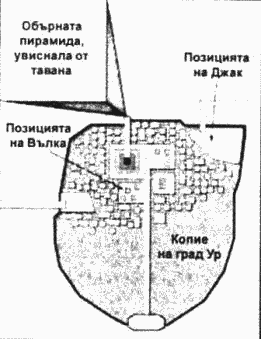 Обърната
пирамида,
увиснала от
тавана
Позицията
на Джак
Позицията
на Вълка
Копие
на град Ур